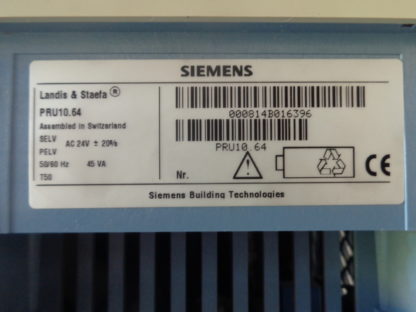 SIEMENS
Landis & Staefa®
PRU10.64
Assembled in Switzerland
SELV
PELV
AC 24V ± 20%
50/60 Hz 45 VA
T50
000814B016396
PRU10.64
Nr.
CE
Siemens Building Technologies